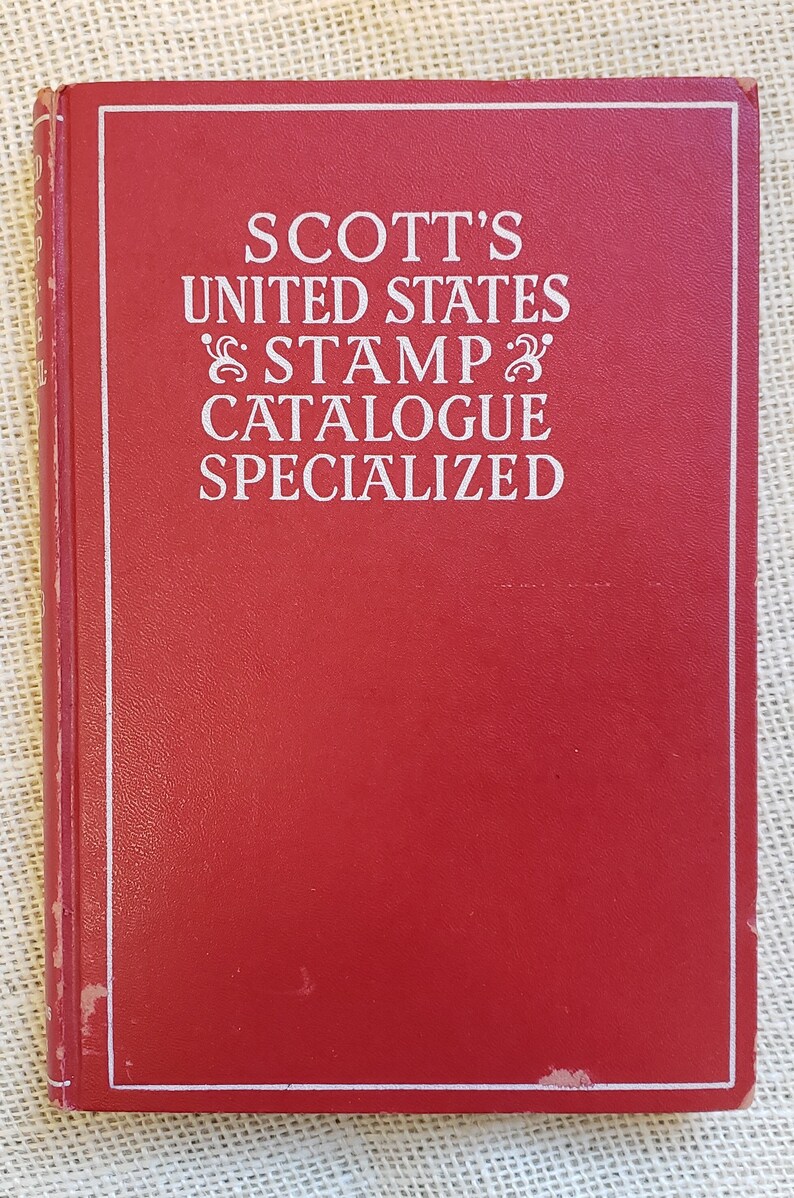 SCOTT'S
UNITED STATES
STAMP
CATALOGUE
SPECIALIZED